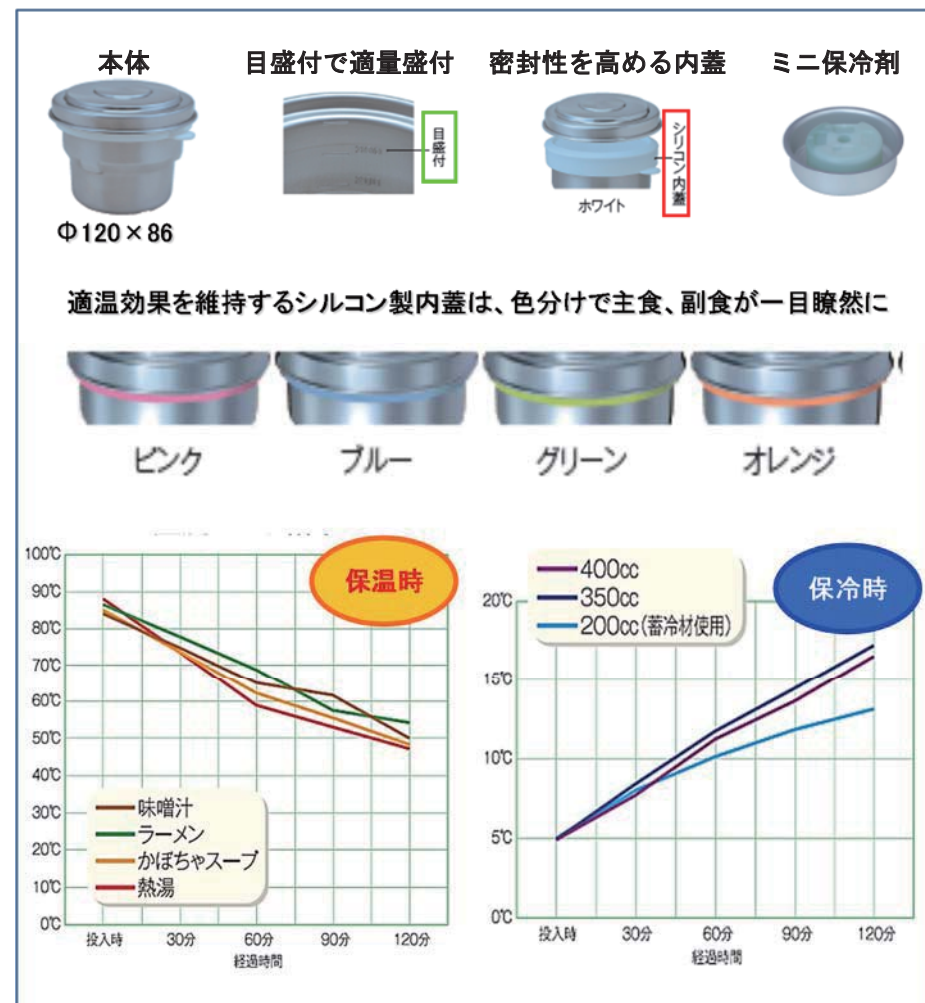 本体
目盛付で適量盛付
密封性を高める内蓋
ミニ保冷剤
目盛付
シリコン内蓋
ホワイト
Φ120×86
適温効果を維持するシルコン製内蓋は、色分けで主食、副食が一目瞭然に
ピンク
ブルー
グリーン
オレンジ
保温時
100℃
90℃
80℃
70℃
60℃
50℃
40℃
30℃
20℃
10℃
0℃
味噌汁
ラーメン
かぼちゃスープ
熱湯
投入時
30分
60分
90分
120分
経過時間
保冷時
400cc
350cc
200cc(蓄冷材使用)
20℃
15℃
10℃
5℃
0℃
投入時
30分
60分
90分
120分
経過時間